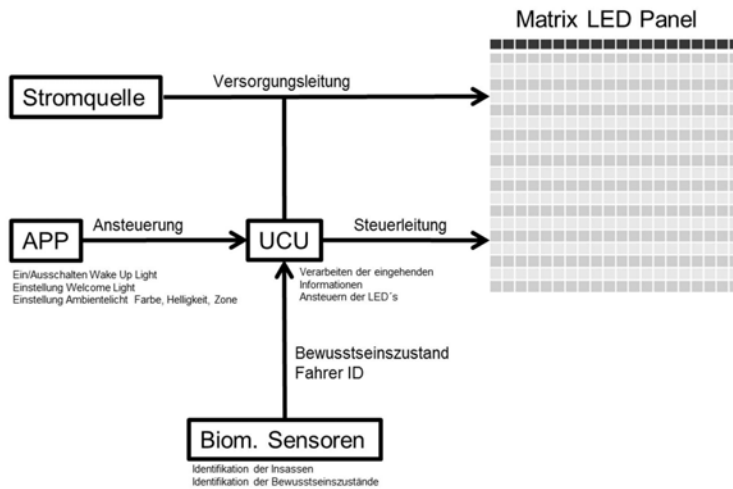 Matrix LED Panel
Versorgungsleitung
Stromquelle
Ansteuerung
Steuerleitung
APP
UCU
Ein/Ausschalten Wake Up Light
Einstellung Welcome Light
Einstellung Ambientelicht Farbe, Helligkeit, Zone
Verarbeiten der eingehenden
Informationen
Ansteuern der LED´s
Bewusstseinszustand
Fahrer ID
Biom. Sensoren
Identifikation der Insassen
Identifikation der Bewusstseinszustände